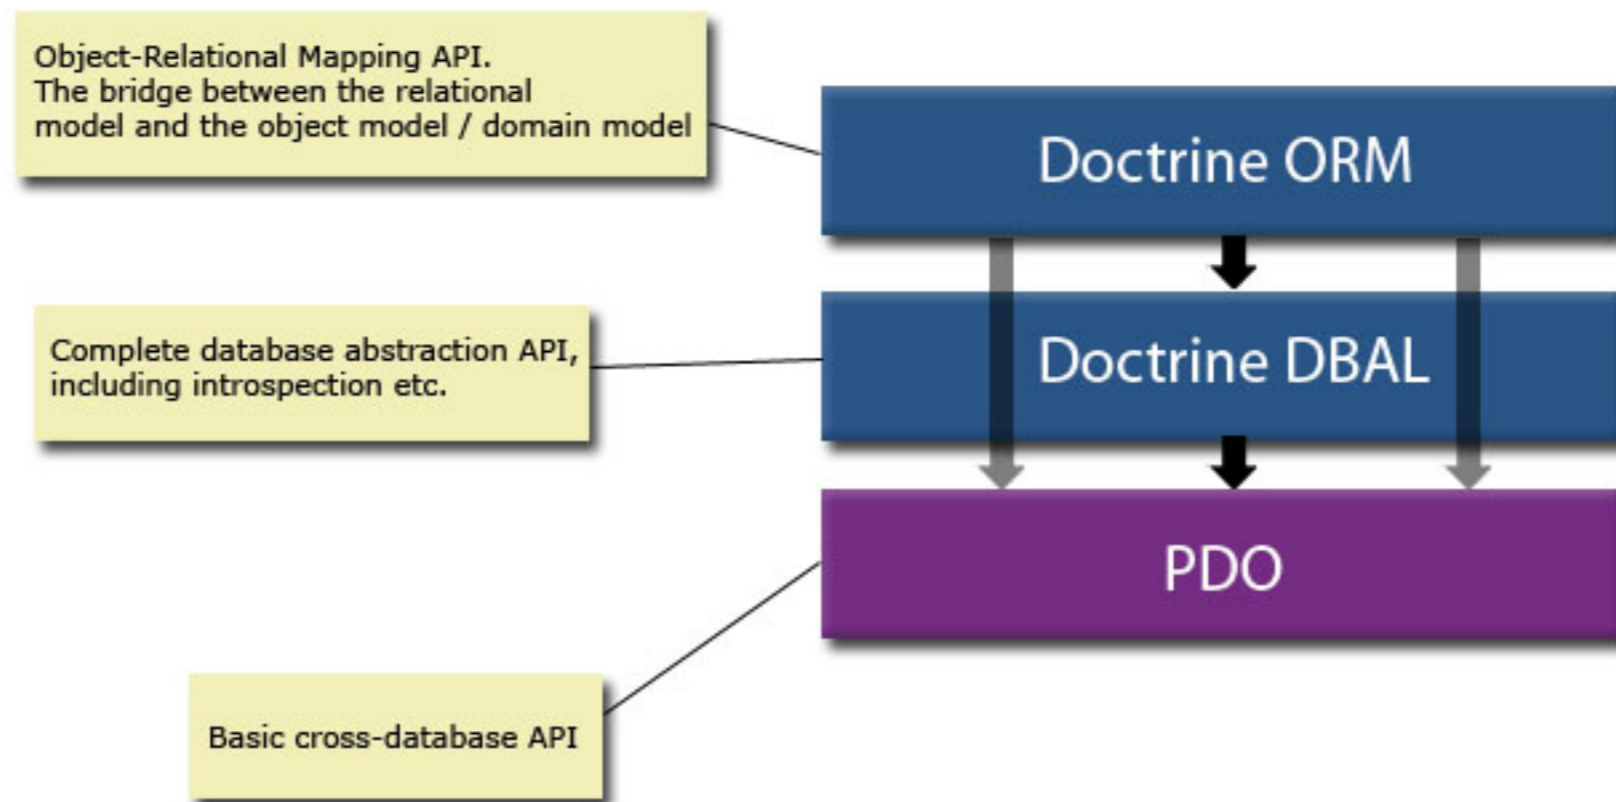 Object-Relational Mapping API.
The bridge between the relational
model and the object model / domain model
Doctrine ORM
Complete database abstraction API,
including introspection etc.
Doctrine DBAL
PDO
Basic cross-database API